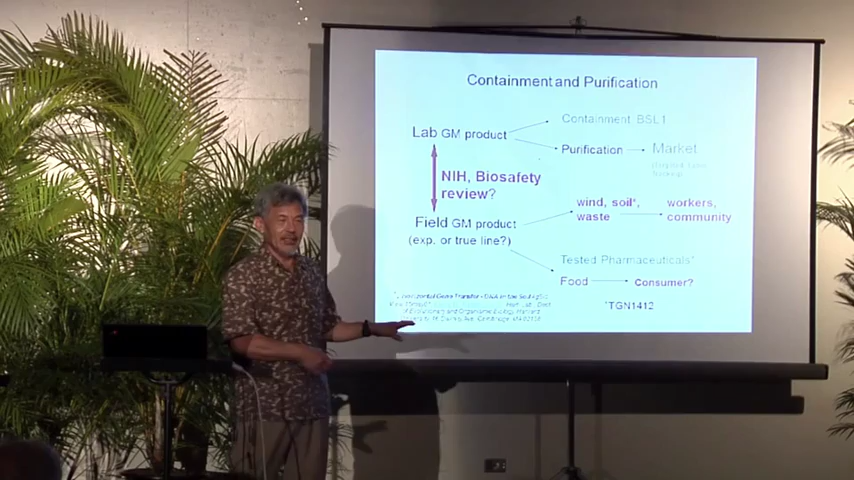 Containment and Purification
Containment BSL1
Lab GM product
Purification
Market
NIH, Biosafety
review?
wind, soil*,
waste
workers,
community
Field GM product
(exp. or true line?)
Tested Pharmaceuticals*
Food
Consumer?
*TGN1412